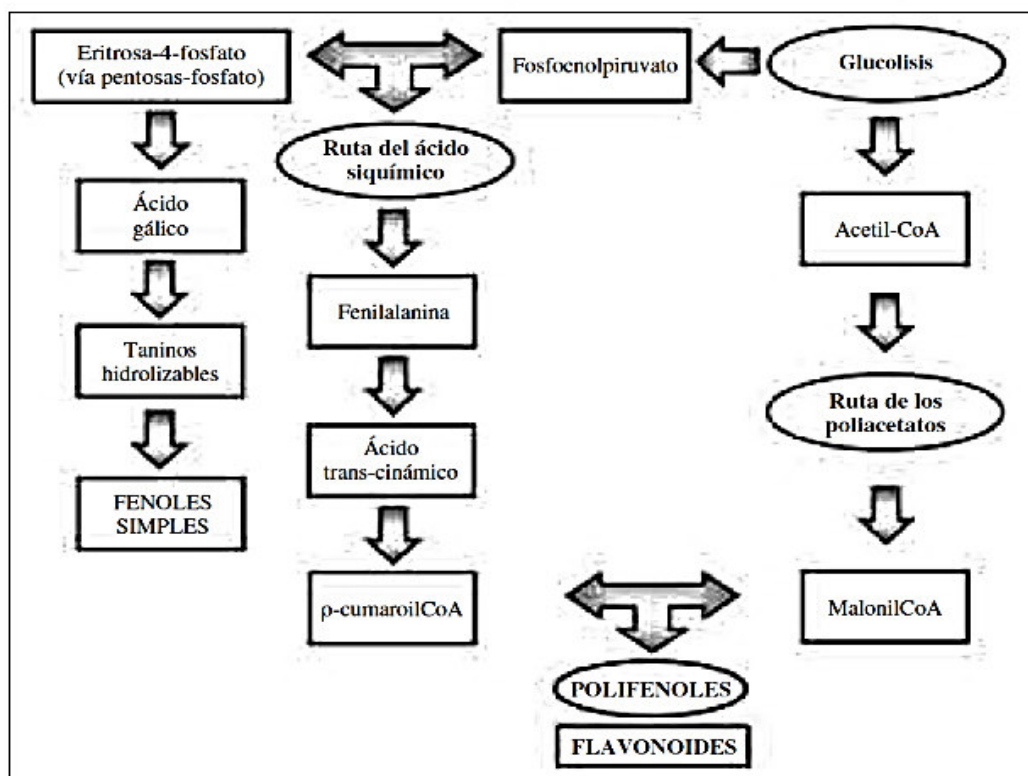 Eritrosa-4-fosfato
(vía pentosas-fosfato)
Fosfoenolpiruvato
Glucolisis
Ruta del ácido
siquímico
Ácido
gálico
Acetil-CoA
Fenilalanina
Taninos
hidrolizables
Ruta de los
poliacetatos
Ácido
trans-cinámico
FENOLES
SIMPLES
ρ-cumaroilCoA
MalonilCoA
POLIFENOLES
FLAVONOIDES